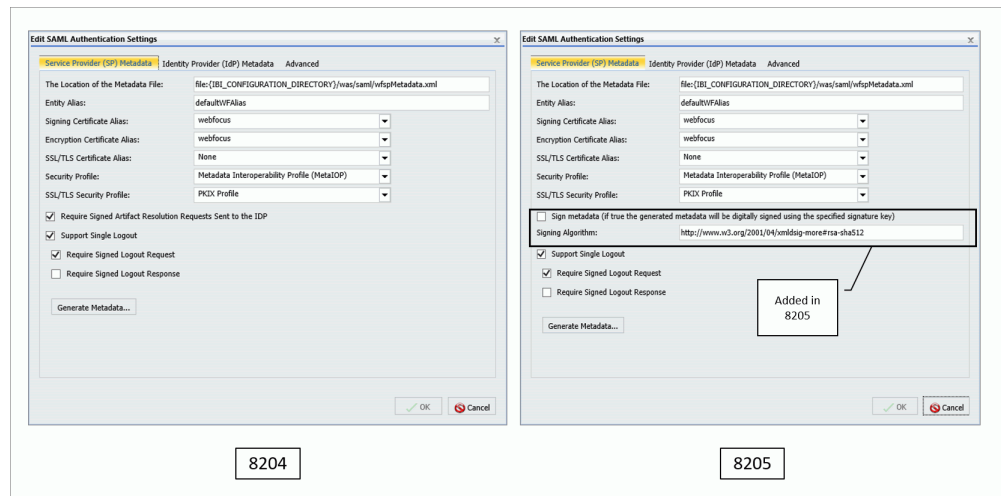 Edit SAML Authentication Settings
Service Provider (SP) Metadata Identity Provider (IdP) Metadata Advanced
The Location of the Metadata File: file:{IBI_CONFIGURATION_DIRECTORY}/was/saml/wfspMetadata.xml
Entity Alias: defaultWFAlias
Signing Certificate Alias: webfocus
Encryption Certificate Alias: webfocus
SSL/TLS Certificate Alias: None
Security Profile: Metadata Interoperability Profile (MetaIOP)
SSL/TLS Security Profile: PKIX Profile
Require Signed Artifact Resolution Requests Sent to the IDP
Support Single Logout
Require Signed Logout Request
Require Signed Logout Response
Generate Metadata...
OK Cancel
8204
Edit SAML Authentication Settings
Service Provider (SP) Metadata Identity Provider (IdP) Metadata Advanced
The Location of the Metadata File: file:{IBI_CONFIGURATION_DIRECTORY}/was/saml/wfspMetadata.xml
Entity Alias: defaultWFAlias
Signing Certificate Alias: webfocus
Encryption Certificate Alias: webfocus
SSL/TLS Certificate Alias: None
Security Profile: Metadata Interoperability Profile (MetaIOP)
SSL/TLS Security Profile: PKIX Profile
Sign metadata (if true the generated metadata will be digitally signed using the specified signature key)
Signing Algorithm: http://www.w3.org/2001/04/xmldsig-more#rsa-sha512
Support Single Logout
Require Signed Logout Request
Require Signed Logout Response
Added in
8205
Generate Metadata...
OK Cancel
8205